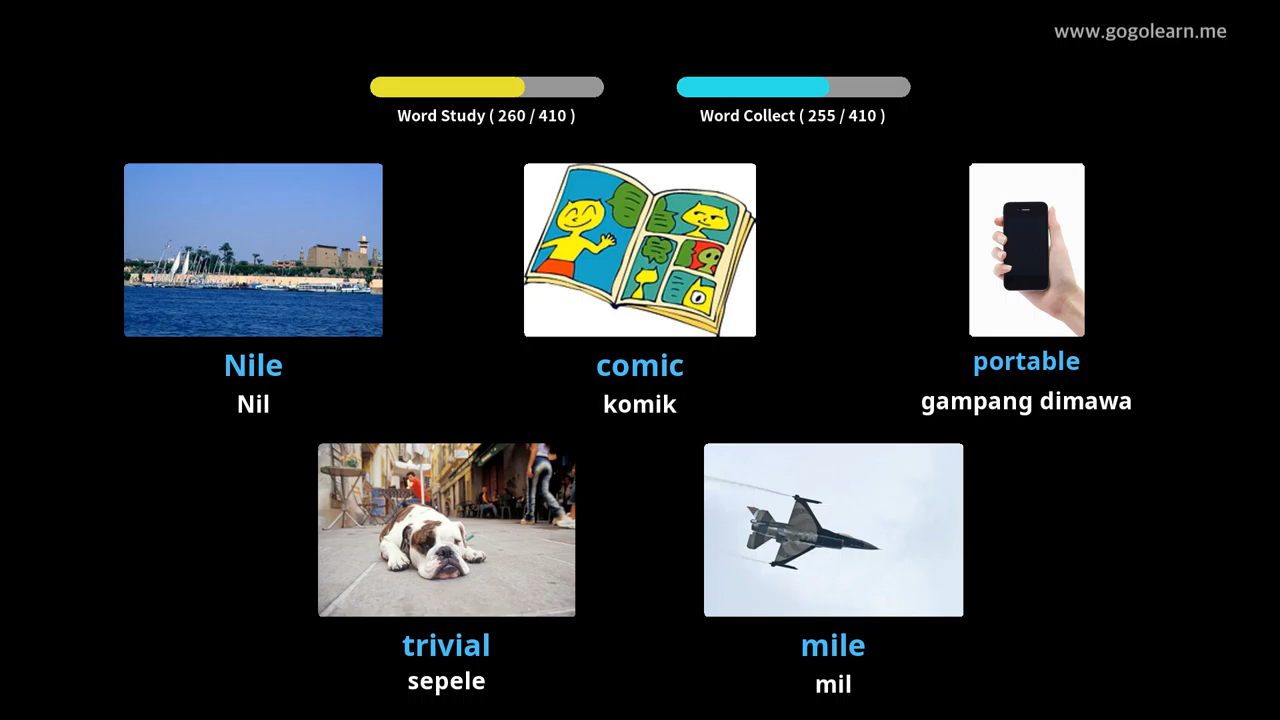 www.gogolearn.me
Word Study ( 260 / 410 )
Word Collect ( 255 / 410 )
Nile
Nil
comic
komik
portable
gampang dimawa
trivial
sepele
mile
mil